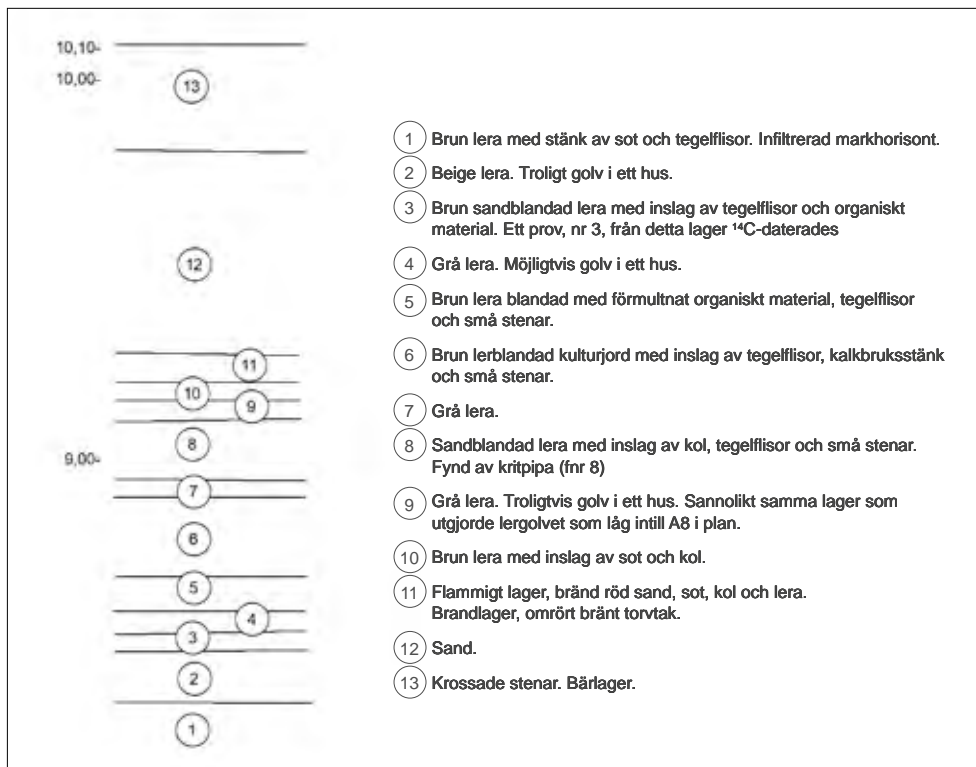 10,10-
10,00-
13
12
11
10
9
8
9,00-
7
6
5
4
3
2
1
1 Brun lera med stänk av sot och tegelflisor. Infiltrerad markhorisont.
2 Beige lera. Troligt golv i ett hus.
3 Brun sandblandad lera med inslag av tegelflisor och organiskt
material. Ett prov, nr 3, från detta lager ¹⁴C-daterades
4 Grå lera. Möjligtvis golv i ett hus.
5 Brun lera blandad med förmultnat organiskt material, tegelflisor
och små stenar.
6 Brun lerblandad kulturjord med inslag av tegelflisor, kalkbruksstänk
och små stenar.
7 Grå lera.
8 Sandblandad lera med inslag av kol, tegelflisor och små stenar.
Fynd av kritpipa (fnr 8)
9 Grå lera. Troligtvis golv i ett hus. Sannolikt samma lager som
utgjorde lergolvet som låg intill A8 i plan.
10 Brun lera med inslag av sot och kol.
11 Flammigt lager, bränd röd sand, sot, kol och lera.
Brandlager, omrört bränt torvtak.
12 Sand.
13 Krossade stenar. Bärlager.